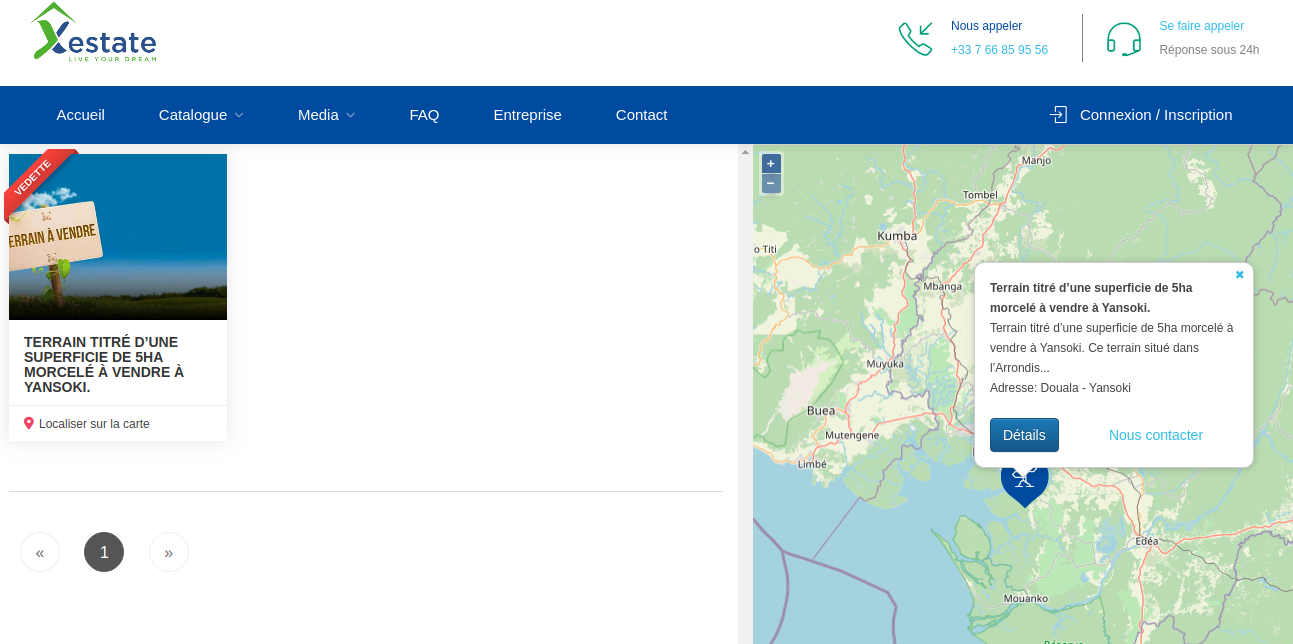 Xestate
LIVE YOUR DREAM
Nous appeler
+33 7 66 85 95 56
Se faire appeler
Réponse sous 24h
Accueil
Catalogue
Media
FAQ
Entreprise
Contact
Connexion / Inscription
VEDETTE
ERRAIN À VENDRE
TERRAIN TITRÉ D’UNE
SUPERFICIE DE 5HA
MORCELÉ À VENDRE À
YANSOKI.
Localiser sur la carte
«
1
»
+
−
Manjo
Tombel
Kumba
o Titi
Mbanga
Muyuka
Buea
Mutengene
Limbé
Terrain titré d’une superficie de 5ha
morcelé à vendre à Yansoki.
Terrain titré d’une superficie de 5ha morcelé à
vendre à Yansoki. Ce terrain situé dans
l’Arrondis...
Adresse: Douala - Yansoki
Détails
Nous contacter
Edéa
Mouanko
Réserve